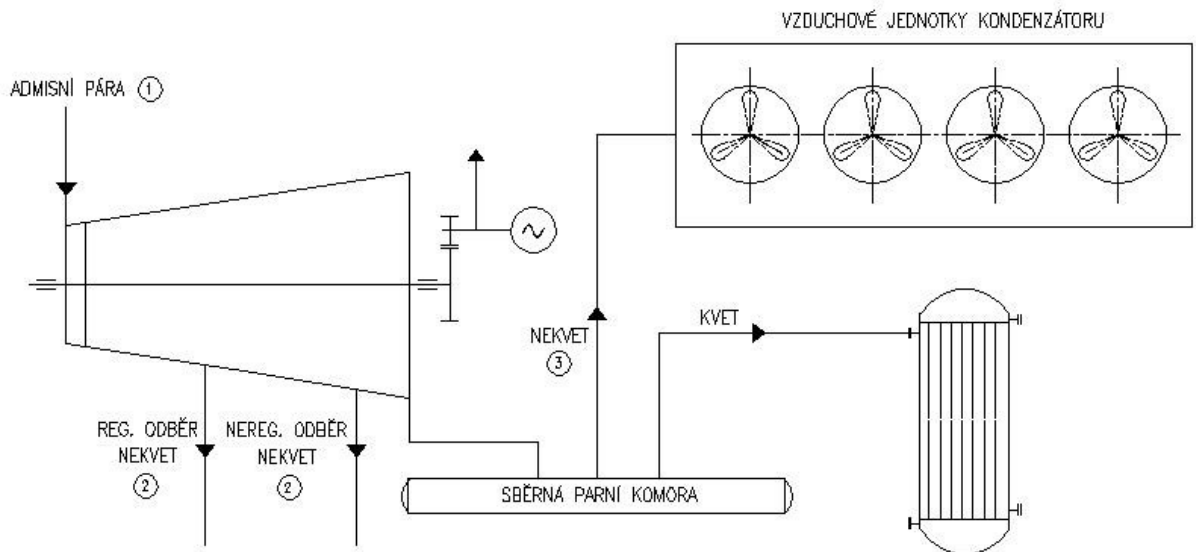 VZDUCHOVÉ JEDNOTKY KONDENZÁTORU
ADMISNÍ PÁRA 1
KVET
NEKVET
3
REG. ODBĚR
NEKVET
2
NEREG. ODBĚR
NEKVET
2
SBĚRNÁ PARNÍ KOMORA